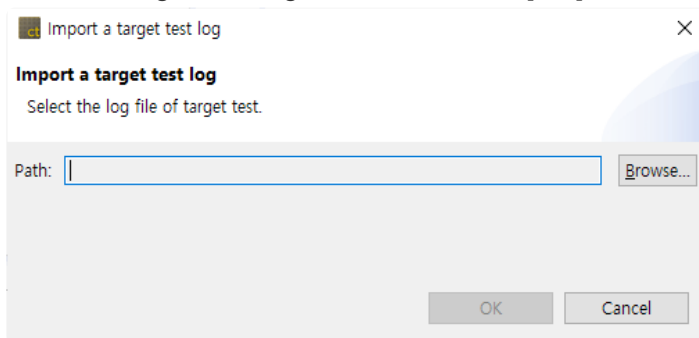 ct Import a target test log
Import a target test log
Select the log file of target test.
Path: Browse...
OK Cancel